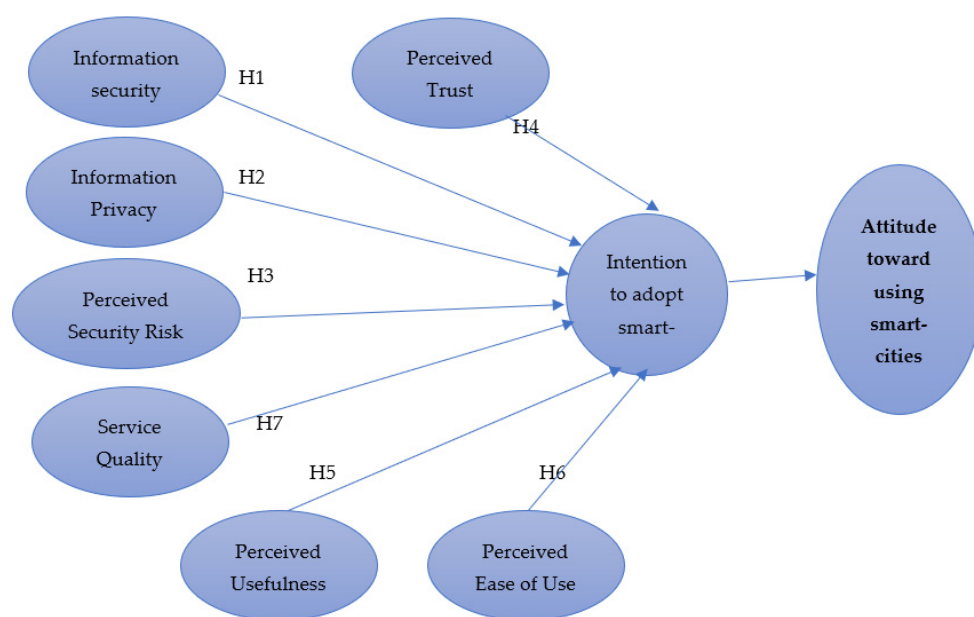 Information
security
H1
Perceived
Trust
H4
Information
Privacy
H2
Perceived
Security Risk
H3
Intention
to adopt
smart-
Attitude
toward
using
smart-
cities
Service
Quality
H7
H5
H6
Perceived
Usefulness
Perceived
Ease of Use